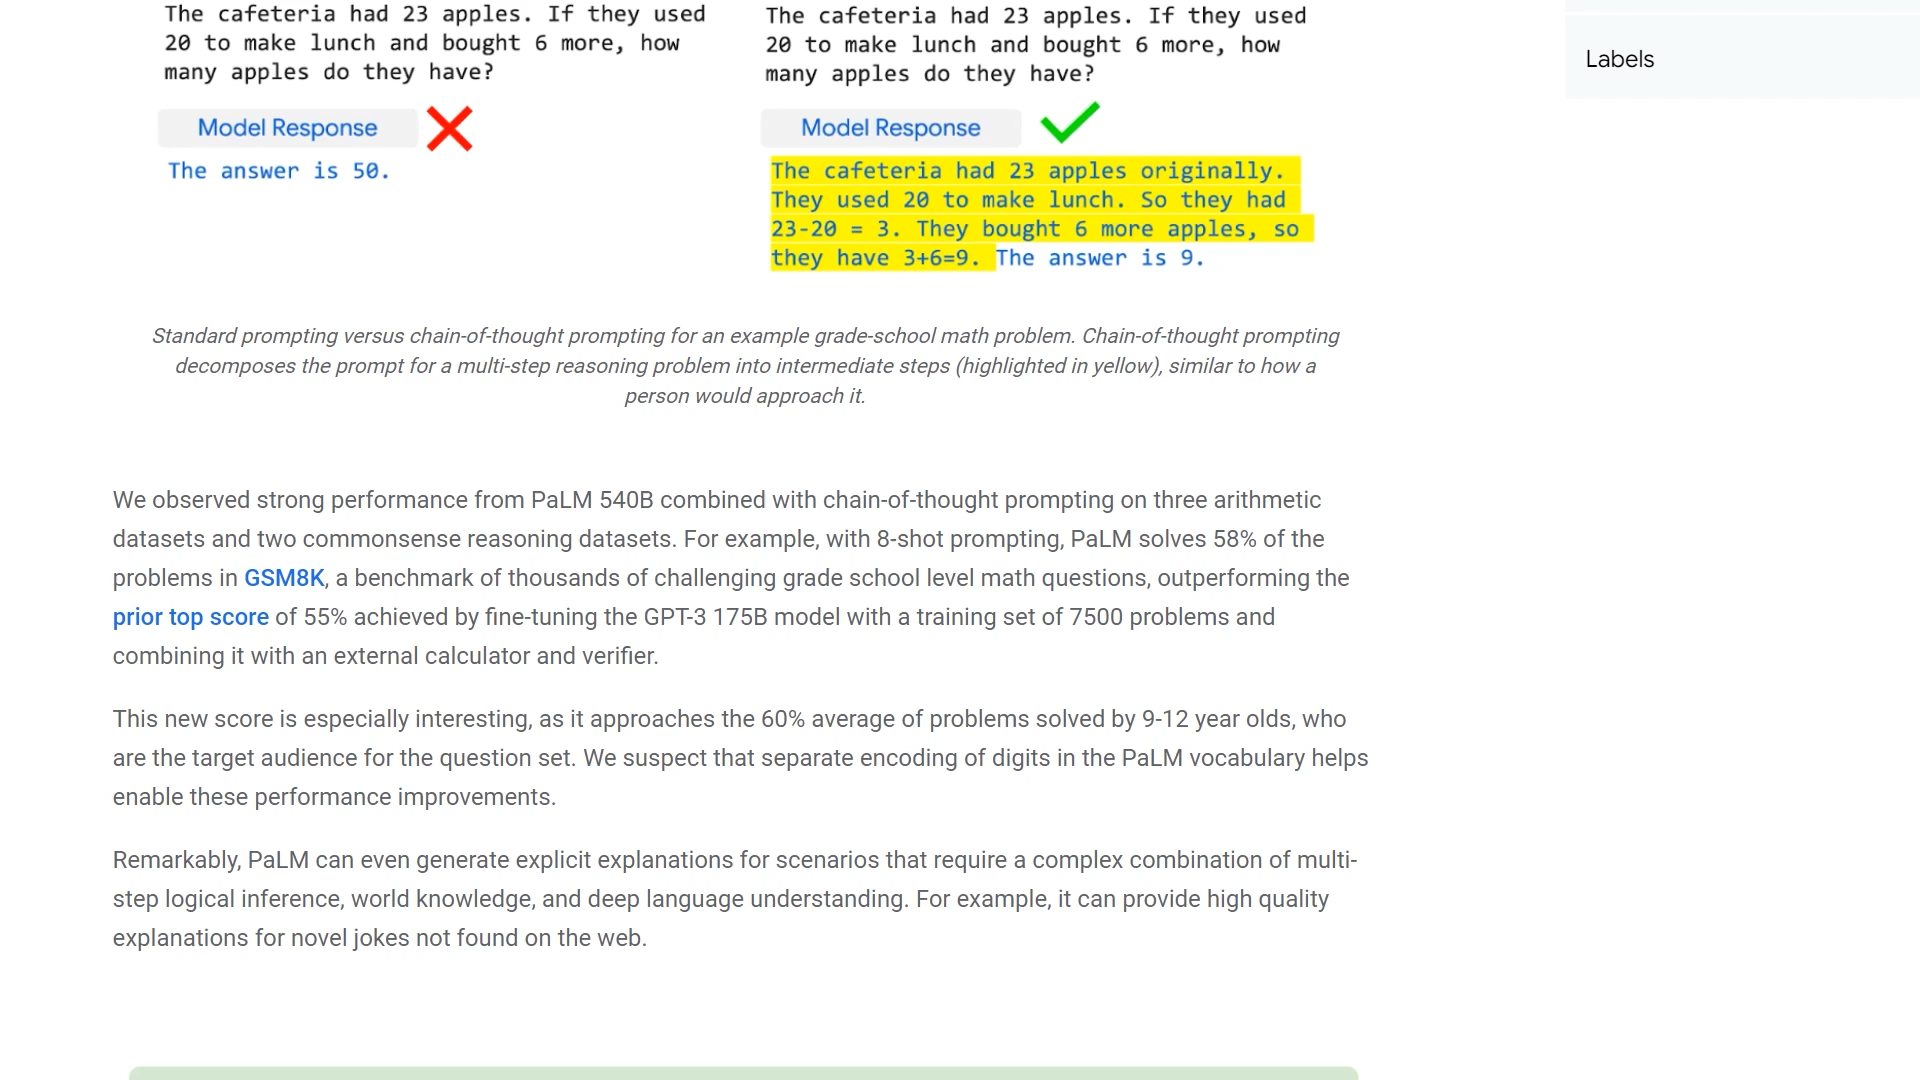 The cafeteria had 23 apples. If they used
20 to make lunch and bought 6 more, how
many apples do they have?
Model Response
The answer is 50.
The cafeteria had 23 apples. If they used
20 to make lunch and bought 6 more, how
many apples do they have?
Model Response
The cafeteria had 23 apples originally.
They used 20 to make lunch. So they had
23-20 = 3. They bought 6 more apples, so
they have 3+6=9. The answer is 9.
Labels
Standard prompting versus chain-of-thought prompting for an example grade-school math problem. Chain-of-thought prompting
decomposes the prompt for a multi-step reasoning problem into intermediate steps (highlighted in yellow), similar to how a
person would approach it.
We observed strong performance from PaLM 540B combined with chain-of-thought prompting on three arithmetic
datasets and two commonsense reasoning datasets. For example, with 8-shot prompting, PaLM solves 58% of the
problems in GSM8K, a benchmark of thousands of challenging grade school level math questions, outperforming the
prior top score of 55% achieved by fine-tuning the GPT-3 175B model with a training set of 7500 problems and
combining it with an external calculator and verifier.
This new score is especially interesting, as it approaches the 60% average of problems solved by 9-12 year olds, who
are the target audience for the question set. We suspect that separate encoding of digits in the PaLM vocabulary helps
enable these performance improvements.
Remarkably, PaLM can even generate explicit explanations for scenarios that require a complex combination of multi-
step logical inference, world knowledge, and deep language understanding. For example, it can provide high quality
explanations for novel jokes not found on the web.